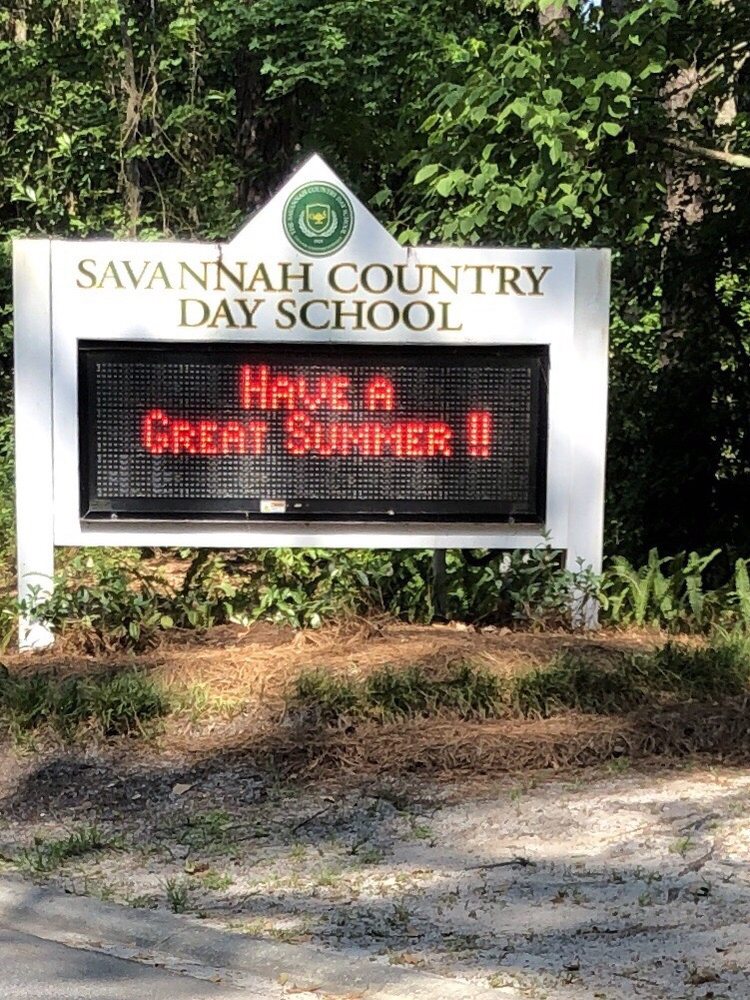 SAVANNAH COUNTRY
DAY SCHOOL
HAVE A
GREAT SUMMER !!